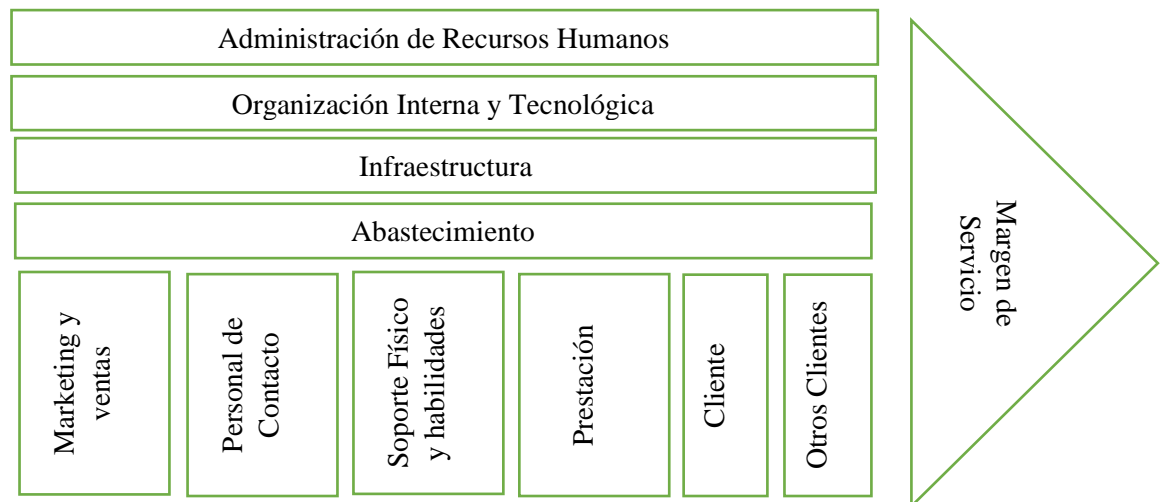 Administración de Recursos Humanos
Organización Interna y Tecnológica
Infraestructura
Abastecimiento
Marketing y
ventas
Personal de
Contacto
Soporte Físico
y habilidades
Prestación
Cliente
Otros Clientes
Margen de
Servicio